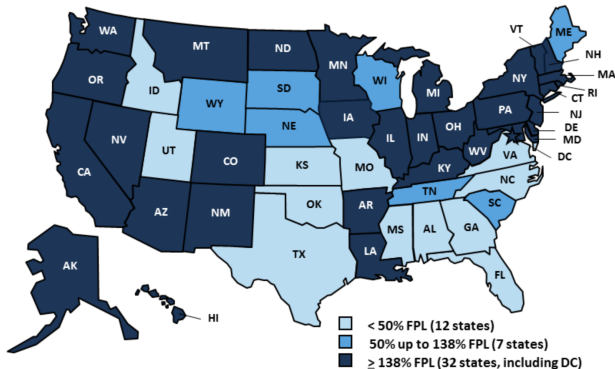 ME
WA
VT
MT
ND
NH
MN
OR
MA
ID
WI
NY
SD
RI
WY
MI
CT
PA
NJ
IA
NE
OH
DE
NV
IL
IN
MD
UT
WV
CO
VA
DC
KS
MO
KY
CA
NC
TN
OK
AR
SC
AZ
NM
MS
AL
GA
TX
LA
AK
FL
HI
< 50% FPL (12 states)
50% up to 138% FPL (7 states)
≥ 138% FPL (32 states, including DC)